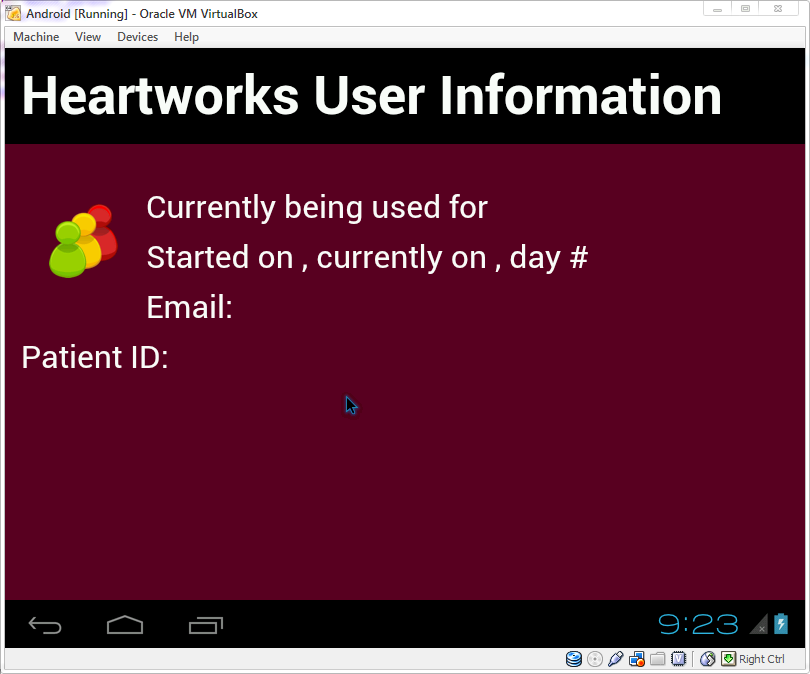 Android [Running] - Oracle VM VirtualBox
Machine View Devices Help
Heartworks User Information
Currently being used for
Started on , currently on , day #
Email:
Patient ID:
9:23
Right Ctrl